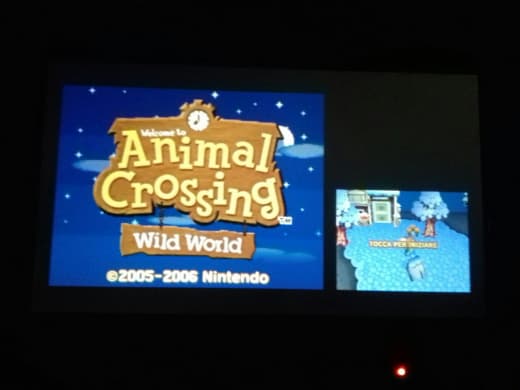 Welcome to
Animal
Crossing
TM
Wild World
©2005-2006 Nintendo
TOCCA PER INIZIARE